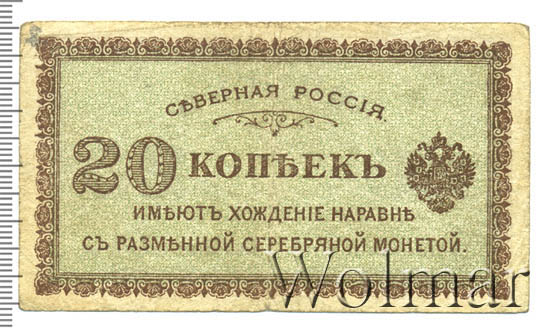 СѢВЕРНАЯ РОССІЯ.
20 КОПѢЕКЪ
ИМѢЮТЪ ХОЖДЕНІЕ НАРАВНѢ
СЪ РАЗМѢННОЙ СЕРЕБРЯНОЙ МОНЕТОЙ.
Wolmar